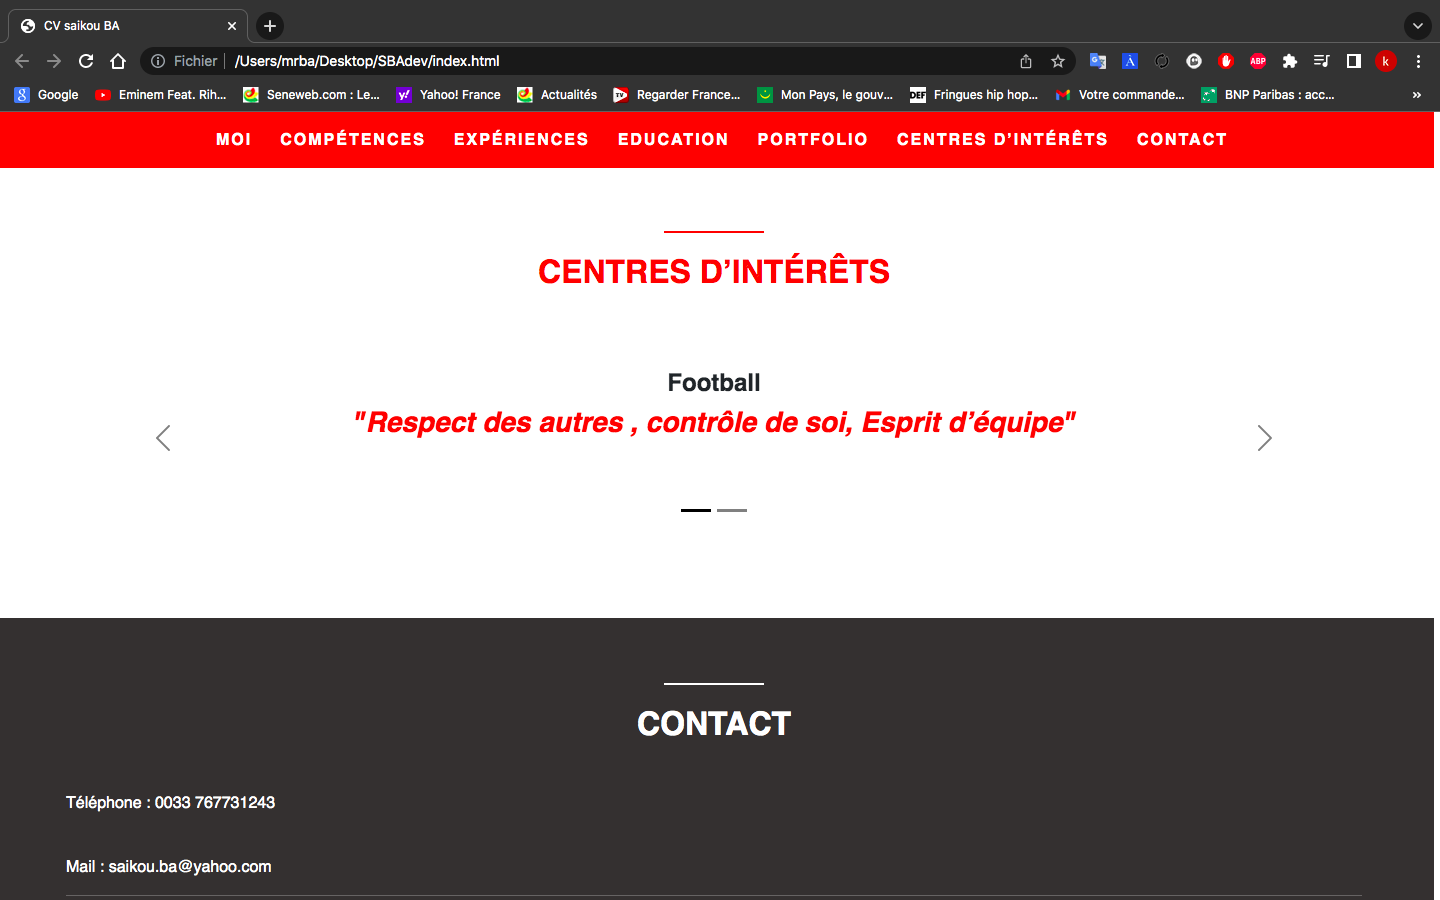 CV saikou BA
Fichier /Users/mrba/Desktop/SBAdev/index.html
Google Eminem Feat. Rih... Seneweb.com : Le... Yahoo! France Actualités Regarder France... Mon Pays, le gouv... DEF Fringues hip hop... Votre commande... BNP Paribas : acc... »
MOI COMPÉTENCES EXPÉRIENCES EDUCATION PORTFOLIO CENTRES D’INTÉRÊTS CONTACT
CENTRES D’INTÉRÊTS
Football
"Respect des autres , contrôle de soi, Esprit d’équipe"
CONTACT
Téléphone : 0033 767731243
Mail : saikou.ba@yahoo.com